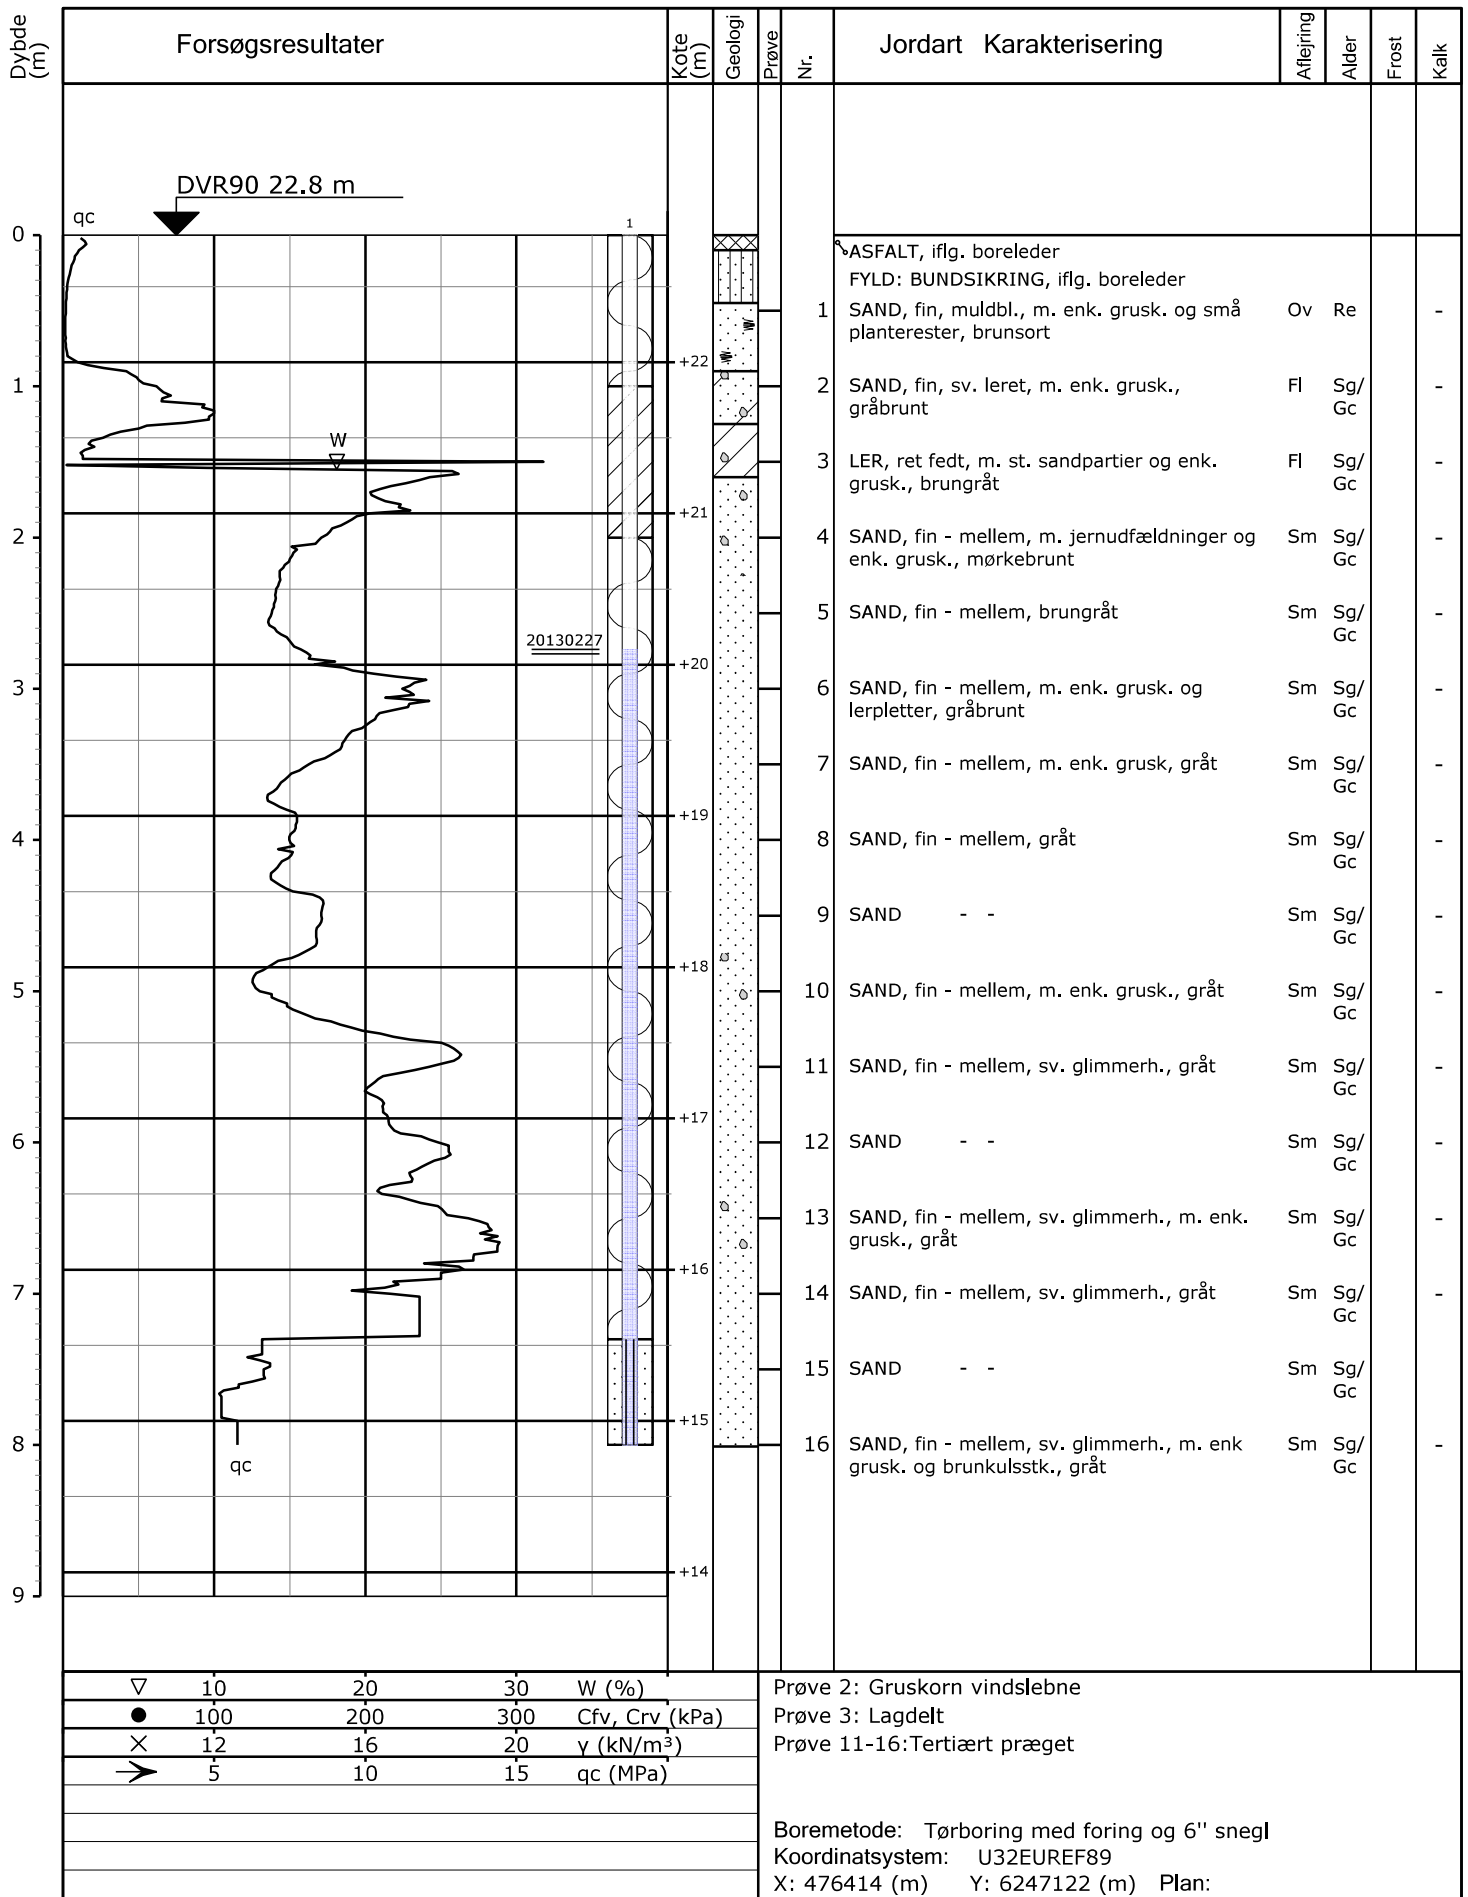 Dybde (m)
Forsøgsresultater
Kote (m)
Geologi
Prøve
Nr.
Jordart Karakterisering
Aflejring
Alder
Frost
Kalk
DVR90 22.8 m
qc
1
0
ASFALT, iflg. boreleder
FYLD: BUNDSIKRING, iflg. boreleder
1 SAND, fin, muldbl., m. enk. grusk. og små Ov Re -
planterester, brunsort
+22
1
2 SAND, fin, sv. leret, m. enk. grusk., Fl Sg/ -
gråbrunt Gc
W
3 LER, ret fedt, m. st. sandpartier og enk. Fl Sg/ -
grusk., brungråt Gc
+21
2
4 SAND, fin - mellem, m. jernudfældninger og Sm Sg/ -
enk. grusk., mørkebrunt Gc
5 SAND, fin - mellem, brungråt Sm Sg/ -
Gc
20130227
+20
3
6 SAND, fin - mellem, m. enk. grusk. og Sm Sg/ -
lerpletter, gråbrunt Gc
7 SAND, fin - mellem, m. enk. grusk, gråt Sm Sg/ -
Gc
+19
4
8 SAND, fin - mellem, gråt Sm Sg/ -
Gc
9 SAND - - Sm Sg/ -
Gc
+18
5
10 SAND, fin - mellem, m. enk. grusk., gråt Sm Sg/ -
Gc
11 SAND, fin - mellem, sv. glimmerh., gråt Sm Sg/ -
Gc
+17
6
12 SAND - - Sm Sg/ -
Gc
13 SAND, fin - mellem, sv. glimmerh., m. enk. Sm Sg/ -
grusk., gråt Gc
+16
7
14 SAND, fin - mellem, sv. glimmerh., gråt Sm Sg/ -
Gc
15 SAND - - Sm Sg/
Gc
+15
8
16 SAND, fin - mellem, sv. glimmerh., m. enk Sm Sg/ -
grusk. og brunkulsstk., gråt Gc
qc
+14
9
10 20 30 W (%)
100 200 300 Cfv, Crv (kPa)
12 16 20 γ (kN/m³)
5 10 15 qc (MPa)
Prøve 2: Gruskorn vindslebne
Prøve 3: Lagdelt
Prøve 11-16:Tertiært præget
Boremetode: Tørboring med foring og 6'' snegl
Koordinatsystem: U32EUREF89
X: 476414 (m) Y: 6247122 (m) Plan: